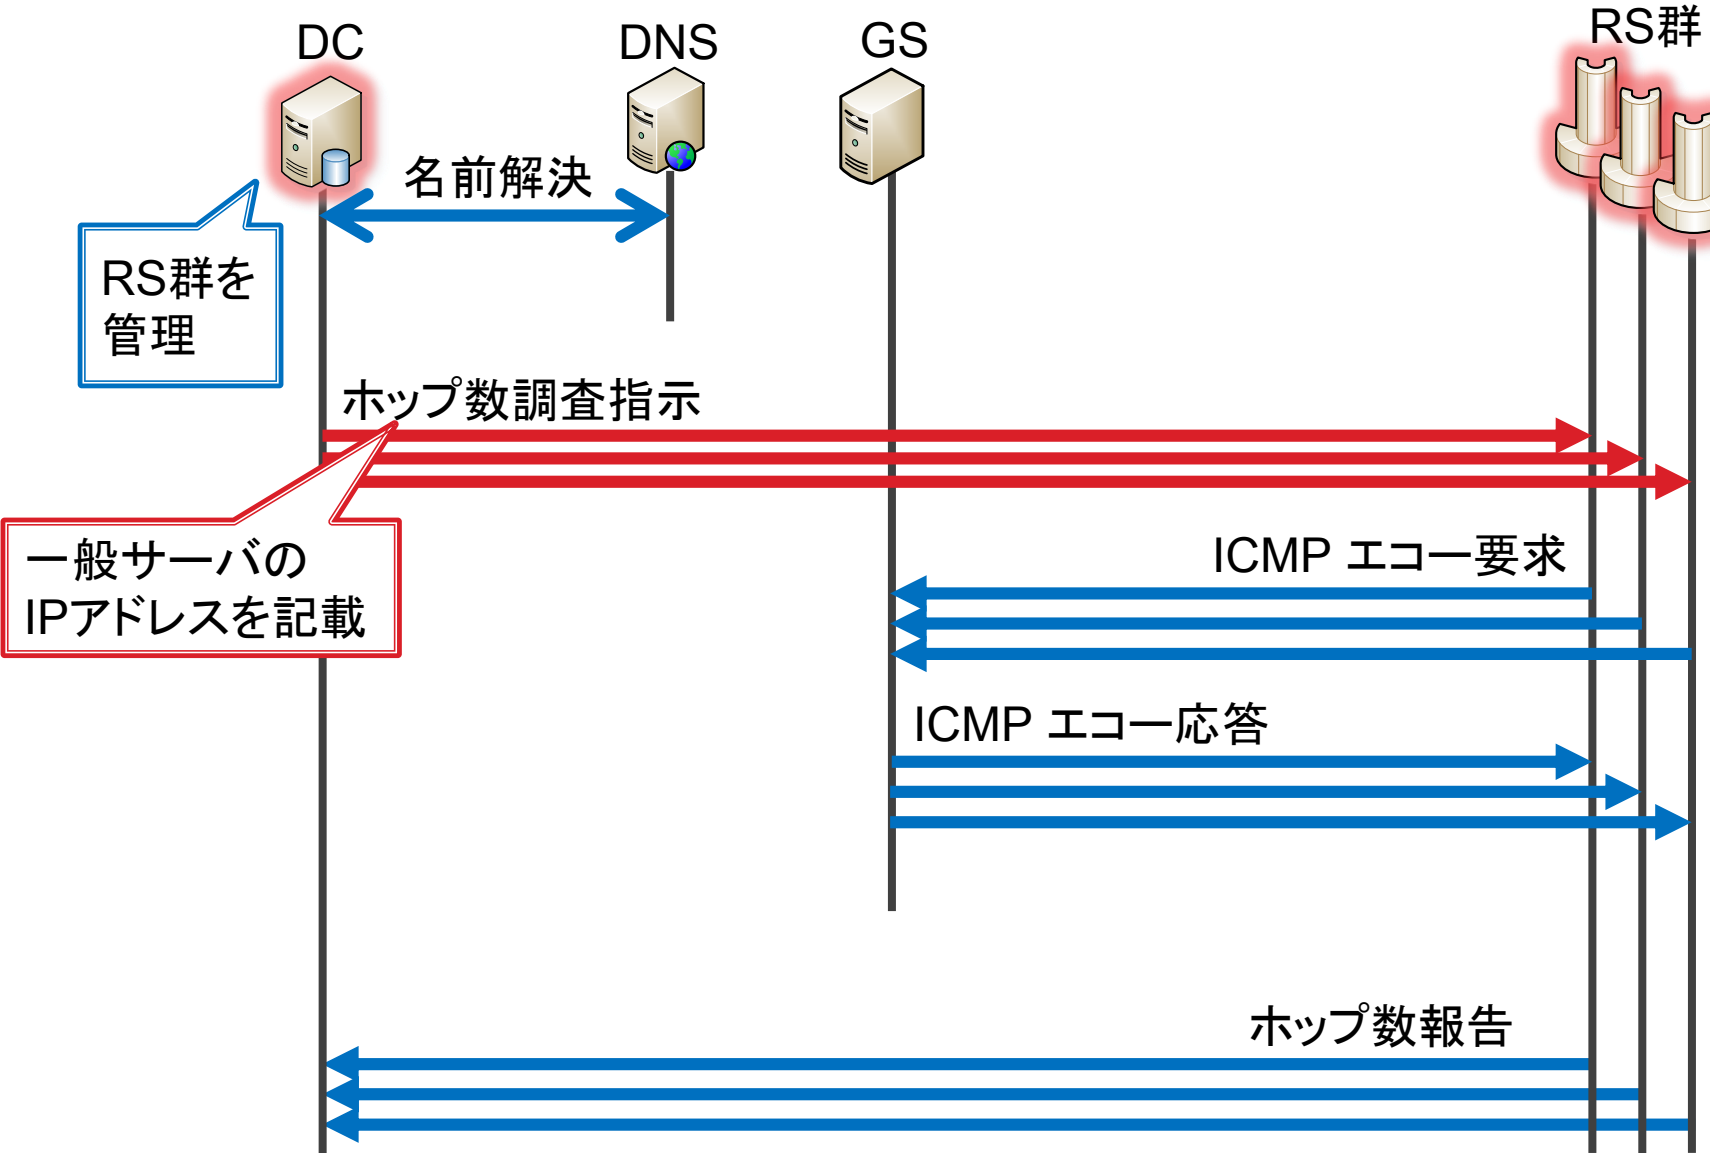 DC
DNS
GS
RS群
名前解決
RS群を
管理
ホップ数調査指示
一般サーバの
IPアドレスを記載
ICMP エコー要求
ICMP エコー応答
ホップ数報告